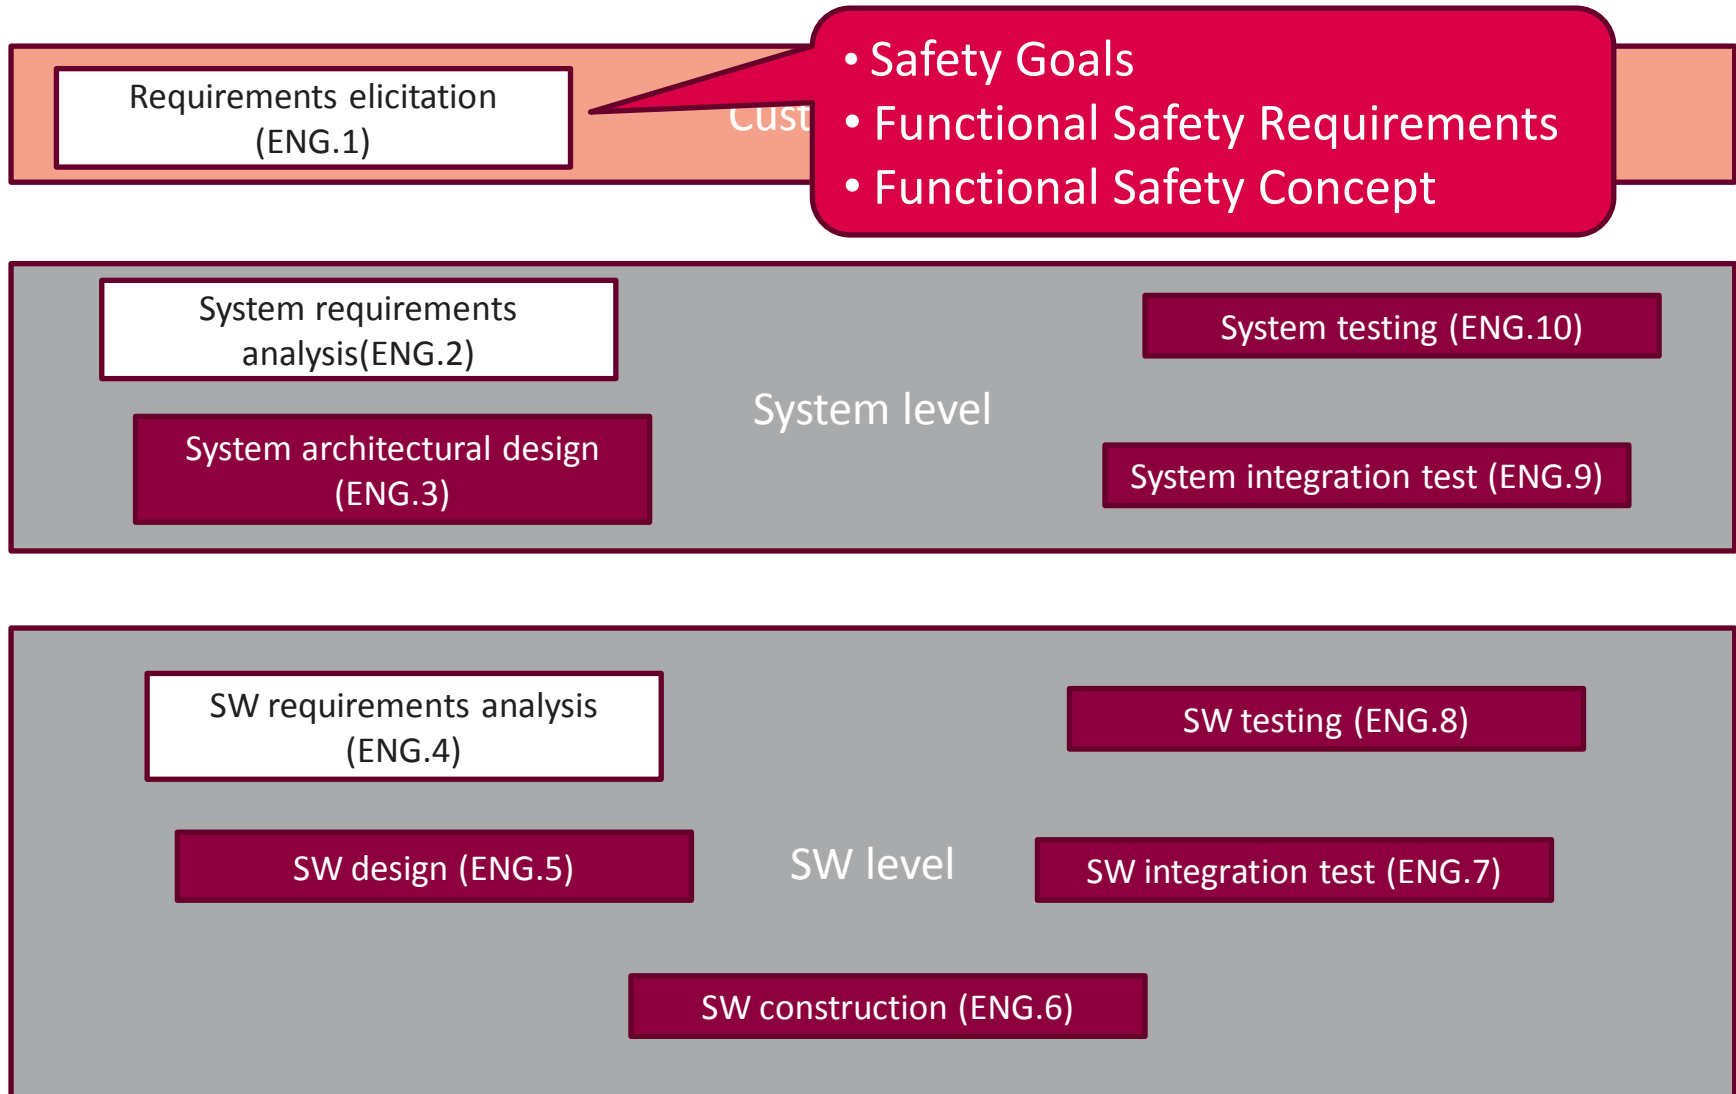 Requirements elicitation
(ENG.1)
Cust
• Safety Goals
• Functional Safety Requirements
• Functional Safety Concept
System requirements
analysis(ENG.2)
System testing (ENG.10)
System level
System architectural design
(ENG.3)
System integration test (ENG.9)
SW requirements analysis
(ENG.4)
SW testing (ENG.8)
SW design (ENG.5)
SW level
SW integration test (ENG.7)
SW construction (ENG.6)